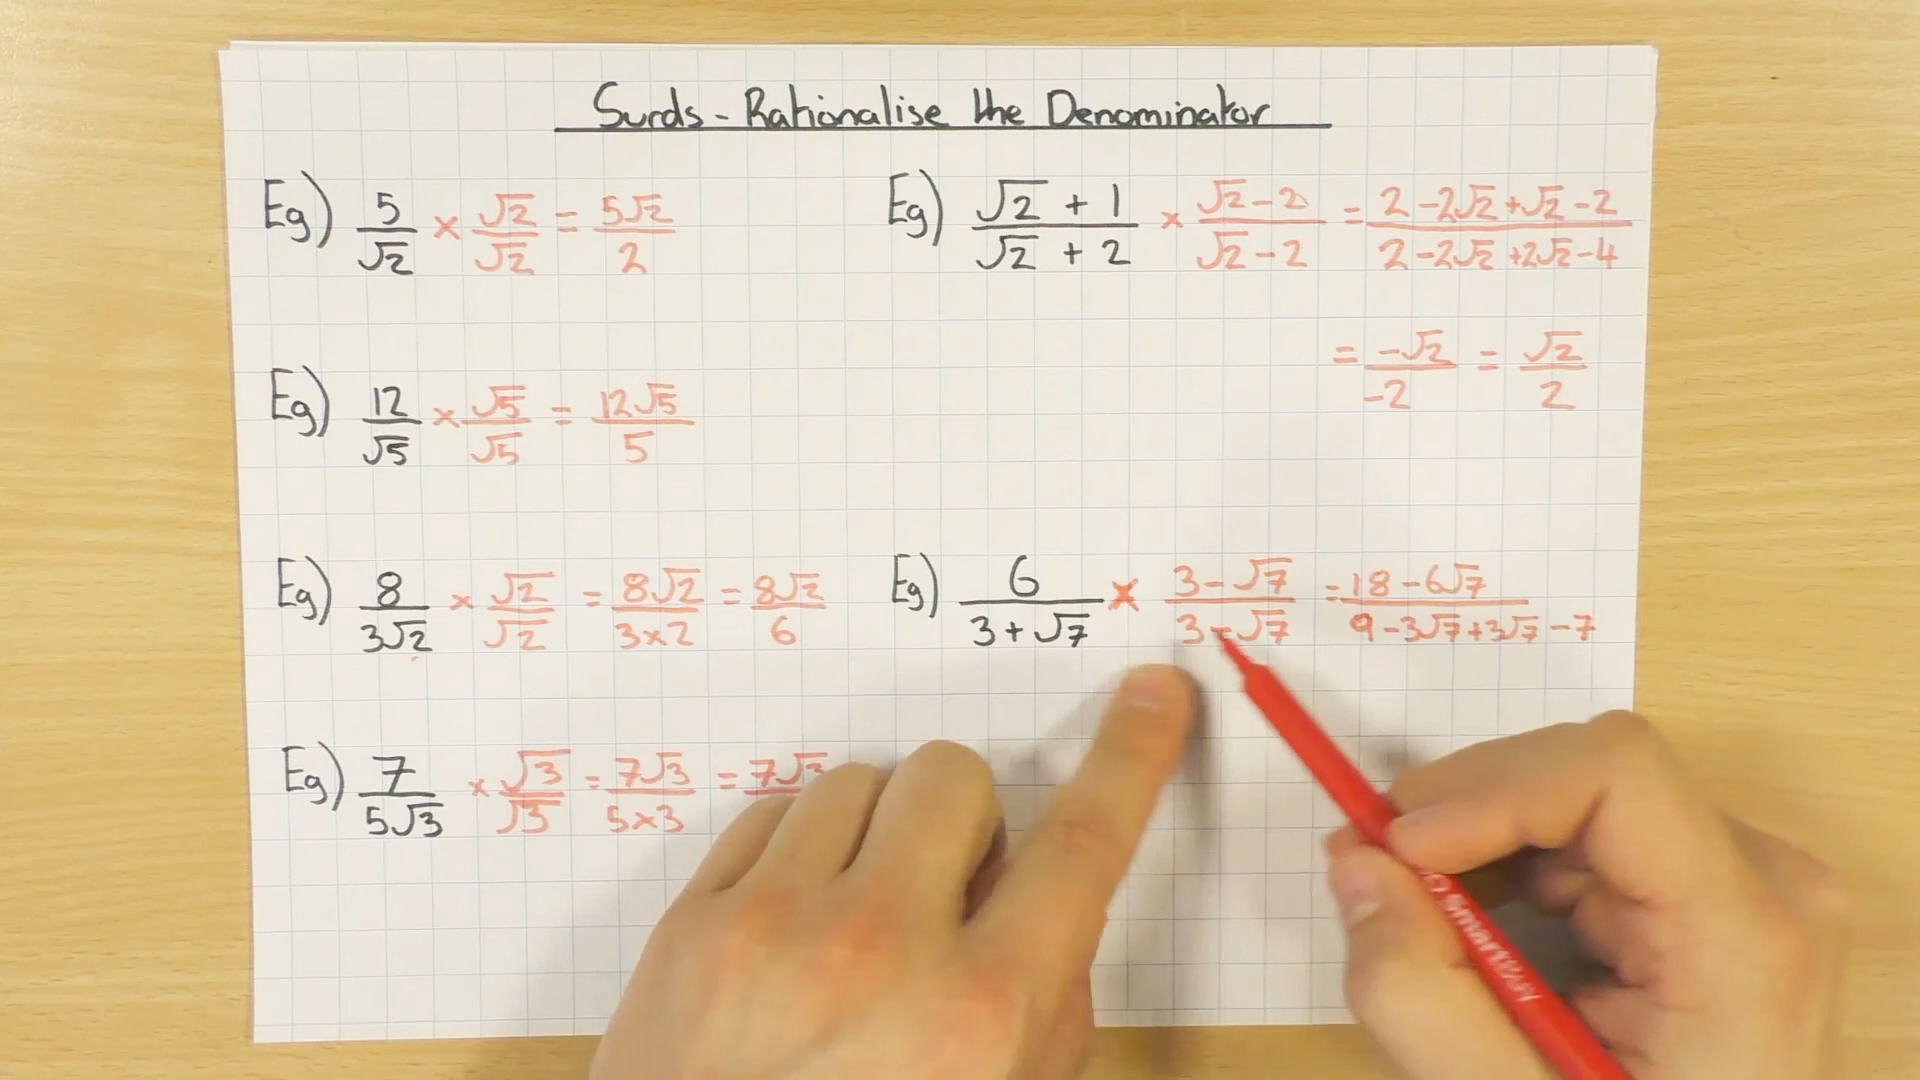 Surds - Rationalise the Denominator
Eg) 5/√2 × √2/√2 = 5√2/2
Eg) 12/√5 × √5/√5 = 12√5/5
Eg) 8/3√2 × √2/√2 = 8√2/3×2 = 8√2/6
Eg) 7/5√3 × √3/√3 = 7√3/5×3 = 7√3
Eg) √2 + 1/√2 + 2 × √2 - 2/√2 - 2 = 2 - 2√2 + √2 - 2/2 - 2√2 + 2√2 - 4
= -√2/-2 = √2/2
Eg) 6/3 + √7 × 3 - √7/3 - √7 = 18 - 6√7/9 - 3√7 + 3√7 - 7